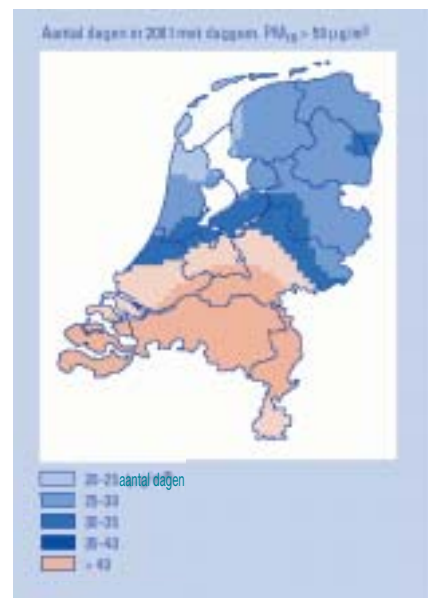 Aantal dagen in 2001 met daggem. PM₁₀ > 50 µg/m³
20-25 aantal dagen
25-30
30-35
35-40
> 40